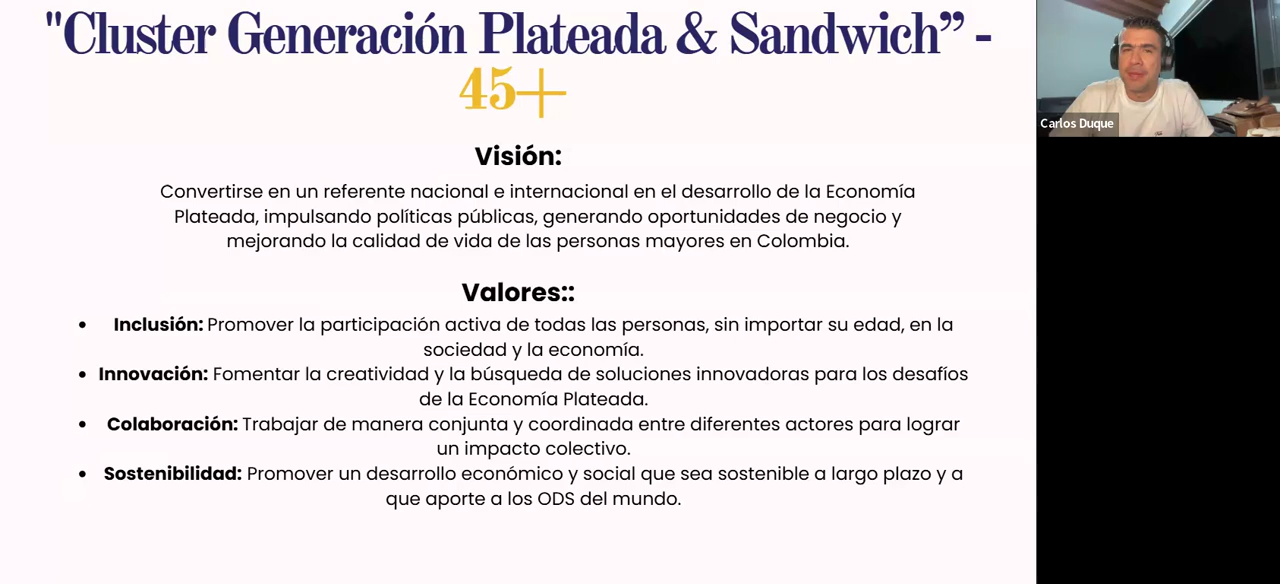 "Cluster Generación Plateada & Sandwich” -
45+
Visión:
Convertirse en un referente nacional e internacional en el desarrollo de la Economía
Plateada, impulsando políticas públicas, generando oportunidades de negocio y
mejorando la calidad de vida de las personas mayores en Colombia.
Valores::
• Inclusión: Promover la participación activa de todas las personas, sin importar su edad, en la
sociedad y la economía.
• Innovación: Fomentar la creatividad y la búsqueda de soluciones innovadoras para los desafíos
de la Economía Plateada.
• Colaboración: Trabajar de manera conjunta y coordinada entre diferentes actores para lograr
un impacto colectivo.
• Sostenibilidad: Promover un desarrollo económico y social que sea sostenible a largo plazo y a
que aporte a los ODS del mundo.
Carlos Duque